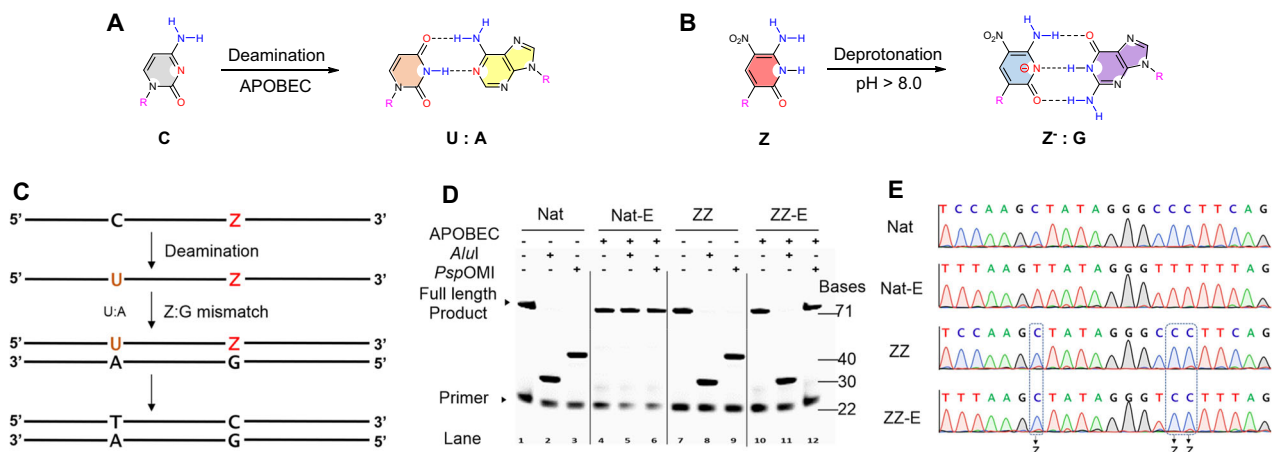 A
H
N H
N
N
R
O
C
Deamination
APOBEC
O
H
N H
N
N H
N
N
N
N
R
O
R
U : A
B
H
O₂N
N H
N H
R
O
Z
Deprotonation
pH > 8.0
H
O₂N
N H
O
N
⊖
N
H N
N
N
R
R
O
H N
H
Z⁻ : G
C
5' C Z 3'
Deamination
5' U Z 3'
U:A Z:G mismatch
5' U Z 3'
3' A G 5'
5' T C 3'
3' A G 5'
D
Nat Nat-E ZZ ZZ-E
APOBEC - - - + + + - - - + + +
AluI - + - - + - - + - - + -
PspOMI - - + - - + - - + - - +
Full length
Product
Bases
71
40
30
Primer
22
Lane 1 2 3 4 5 6 7 8 9 10 11 12
E
T C C A A G C T A T A G G G C C C T T C A G
Nat
T T T A A G T T A T A G G G T T T T T T A G
Nat-E
T C C A A G C T A T A G G G C C C T T C A G
ZZ
T T T A A G C T A T A G G G T C C T T T A G
ZZ-E
Z Z Z